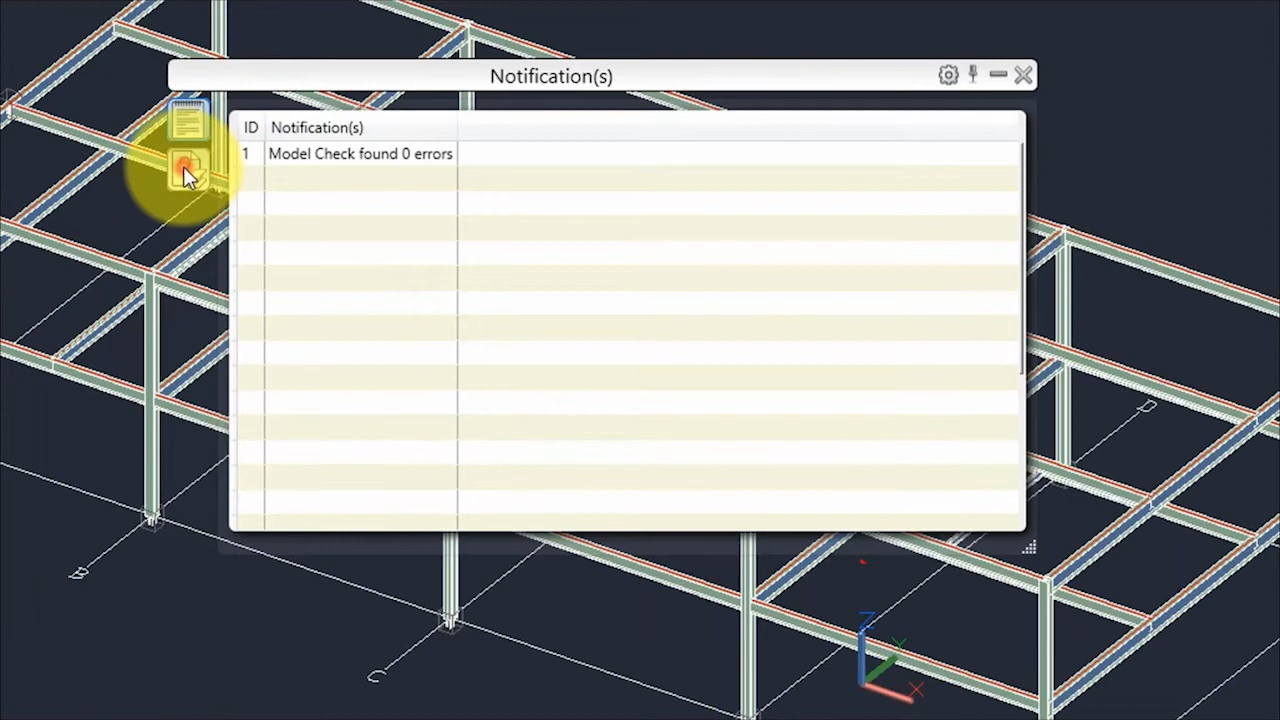 Notification(s)
ID Notification(s)
1 Model Check found 0 errors
D
B
C
Z
Y
X